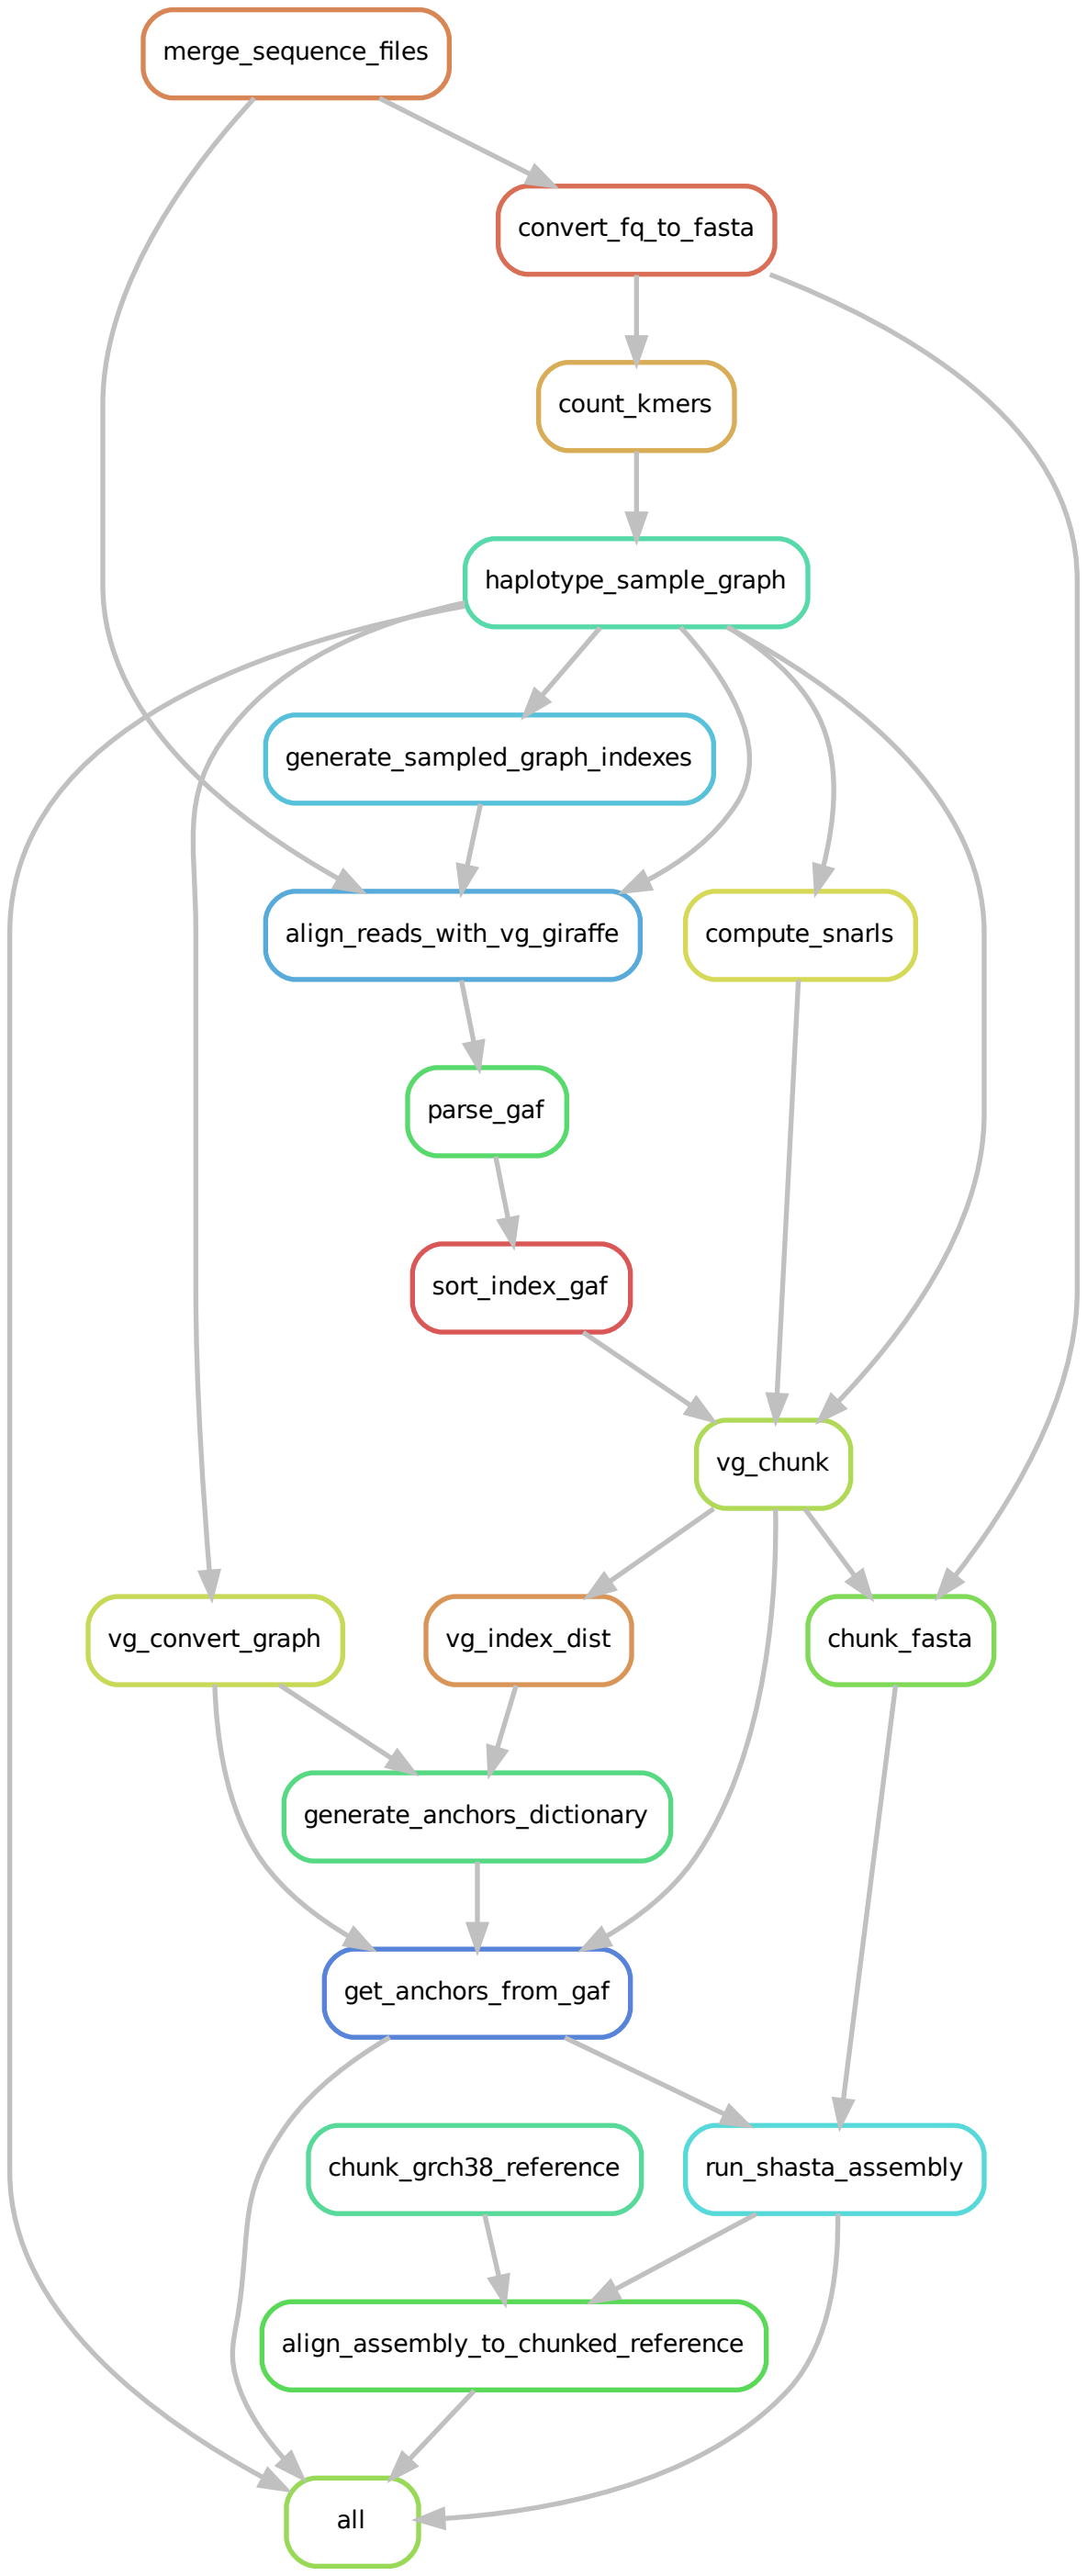 merge_sequence_files
convert_fq_to_fasta
count_kmers
haplotype_sample_graph
generate_sampled_graph_indexes
align_reads_with_vg_giraffe
compute_snarls
parse_gaf
sort_index_gaf
vg_chunk
vg_convert_graph
vg_index_dist
chunk_fasta
generate_anchors_dictionary
get_anchors_from_gaf
chunk_grch38_reference
run_shasta_assembly
align_assembly_to_chunked_reference
all